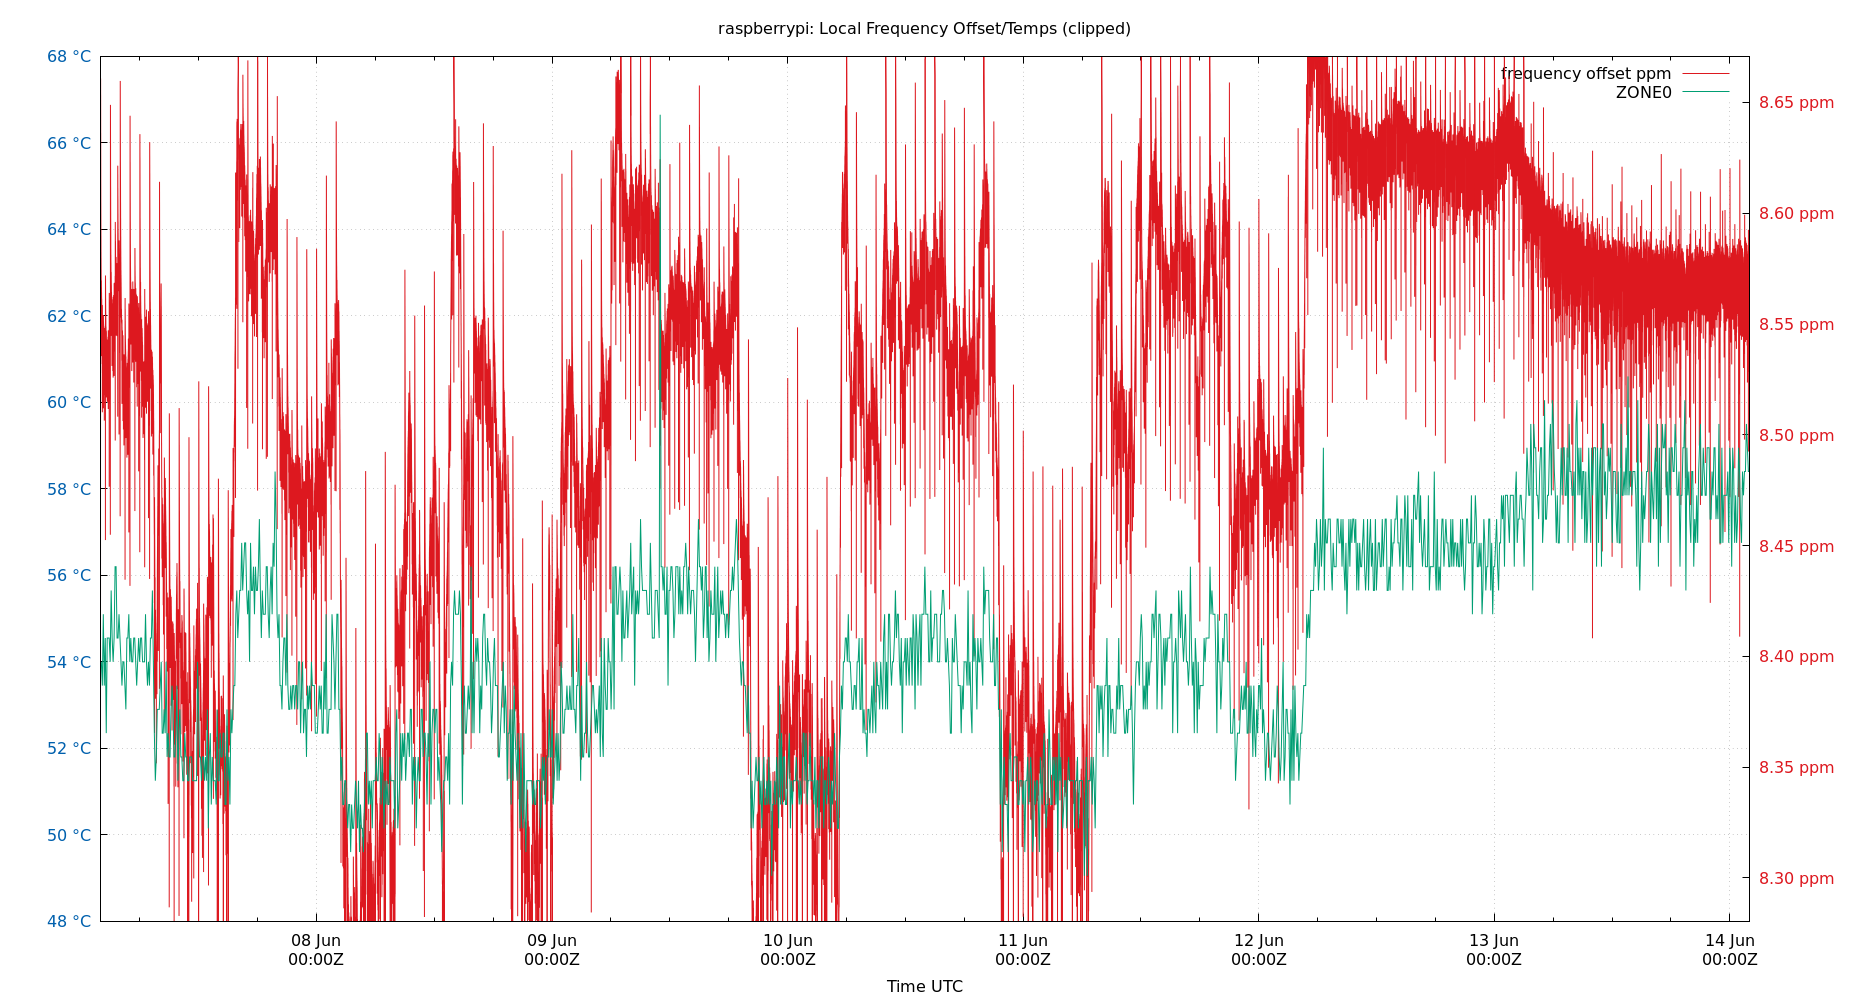 raspberrypi: Local Frequency Offset/Temps (clipped)
68 °C
66 °C
64 °C
62 °C
60 °C
58 °C
56 °C
54 °C
52 °C
50 °C
48 °C
frequency offset ppm
ZONE0
8.65 ppm
8.60 ppm
8.55 ppm
8.50 ppm
8.45 ppm
8.40 ppm
8.35 ppm
8.30 ppm
08 Jun
00:00Z
09 Jun
00:00Z
10 Jun
00:00Z
11 Jun
00:00Z
12 Jun
00:00Z
13 Jun
00:00Z
14 Jun
00:00Z
Time UTC